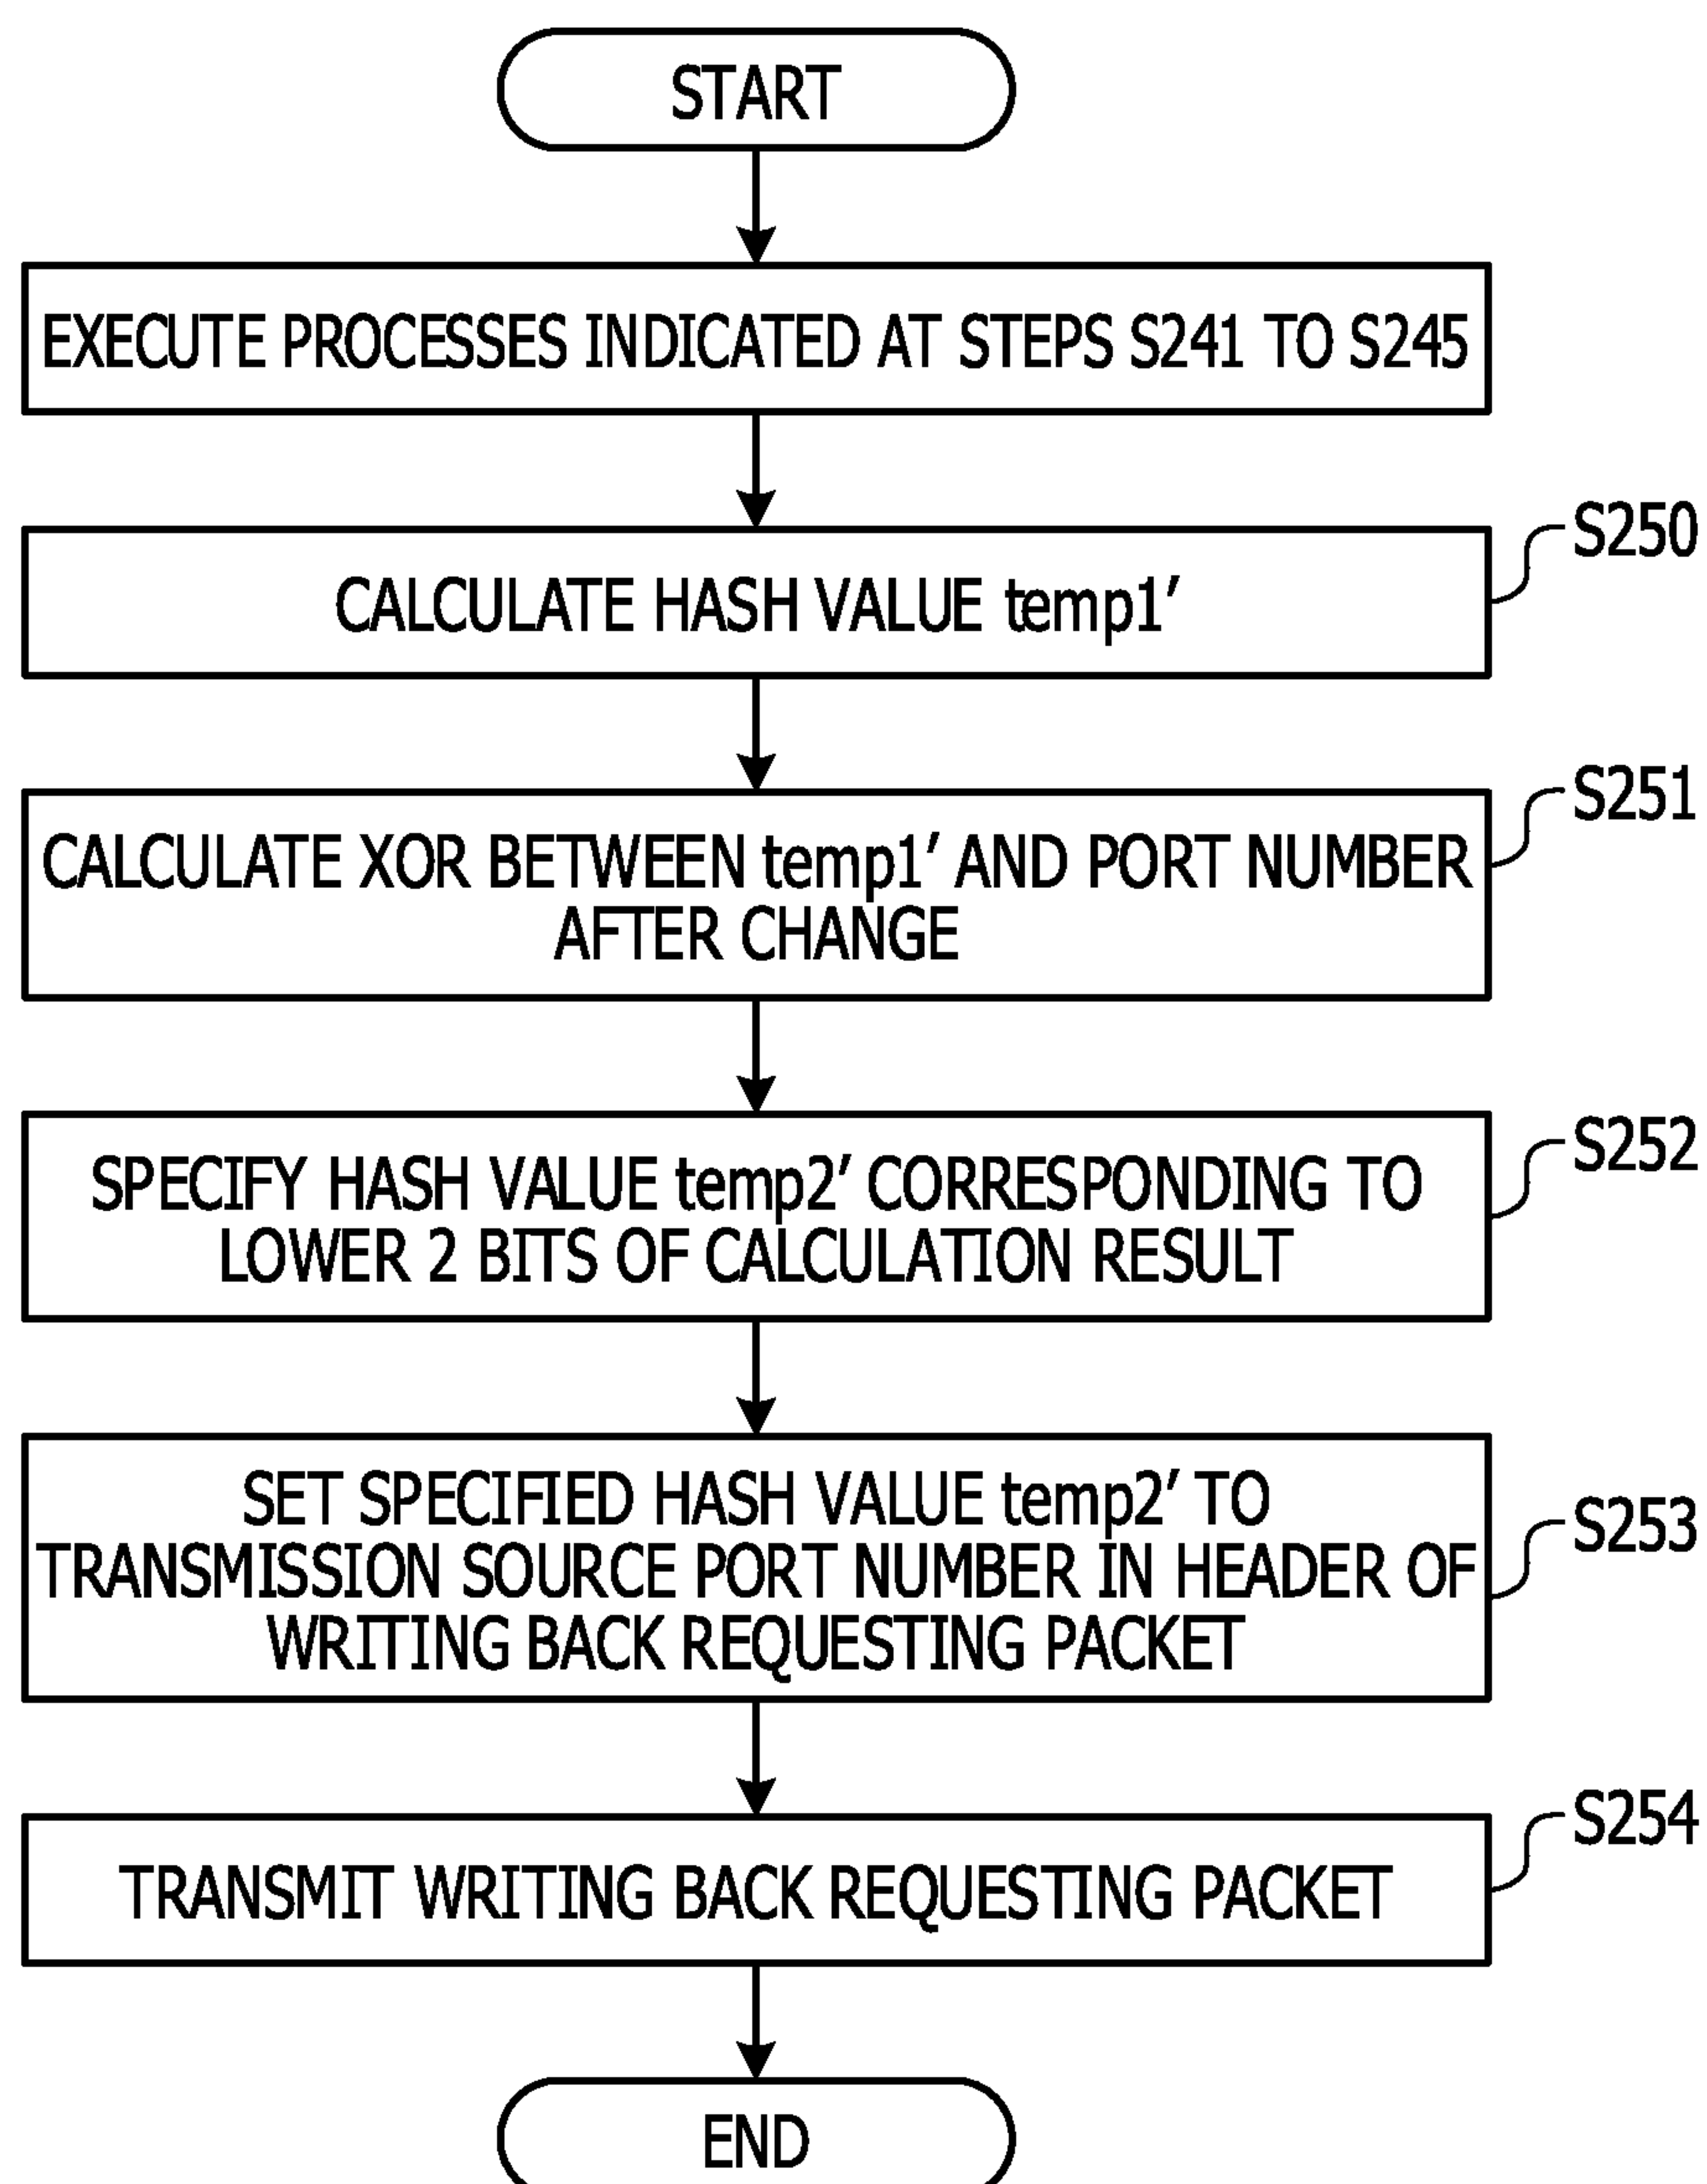 START
EXECUTE PROCESSES INDICATED AT STEPS S241 TO S245
S250
CALCULATE HASH VALUE temp1′
S251
CALCULATE XOR BETWEEN temp1′ AND PORT NUMBER
AFTER CHANGE
S252
SPECIFY HASH VALUE temp2′ CORRESPONDING TO
LOWER 2 BITS OF CALCULATION RESULT
S253
SET SPECIFIED HASH VALUE temp2′ TO
TRANSMISSION SOURCE PORT NUMBER IN HEADER OF
WRITING BACK REQUESTING PACKET
S254
TRANSMIT WRITING BACK REQUESTING PACKET
END